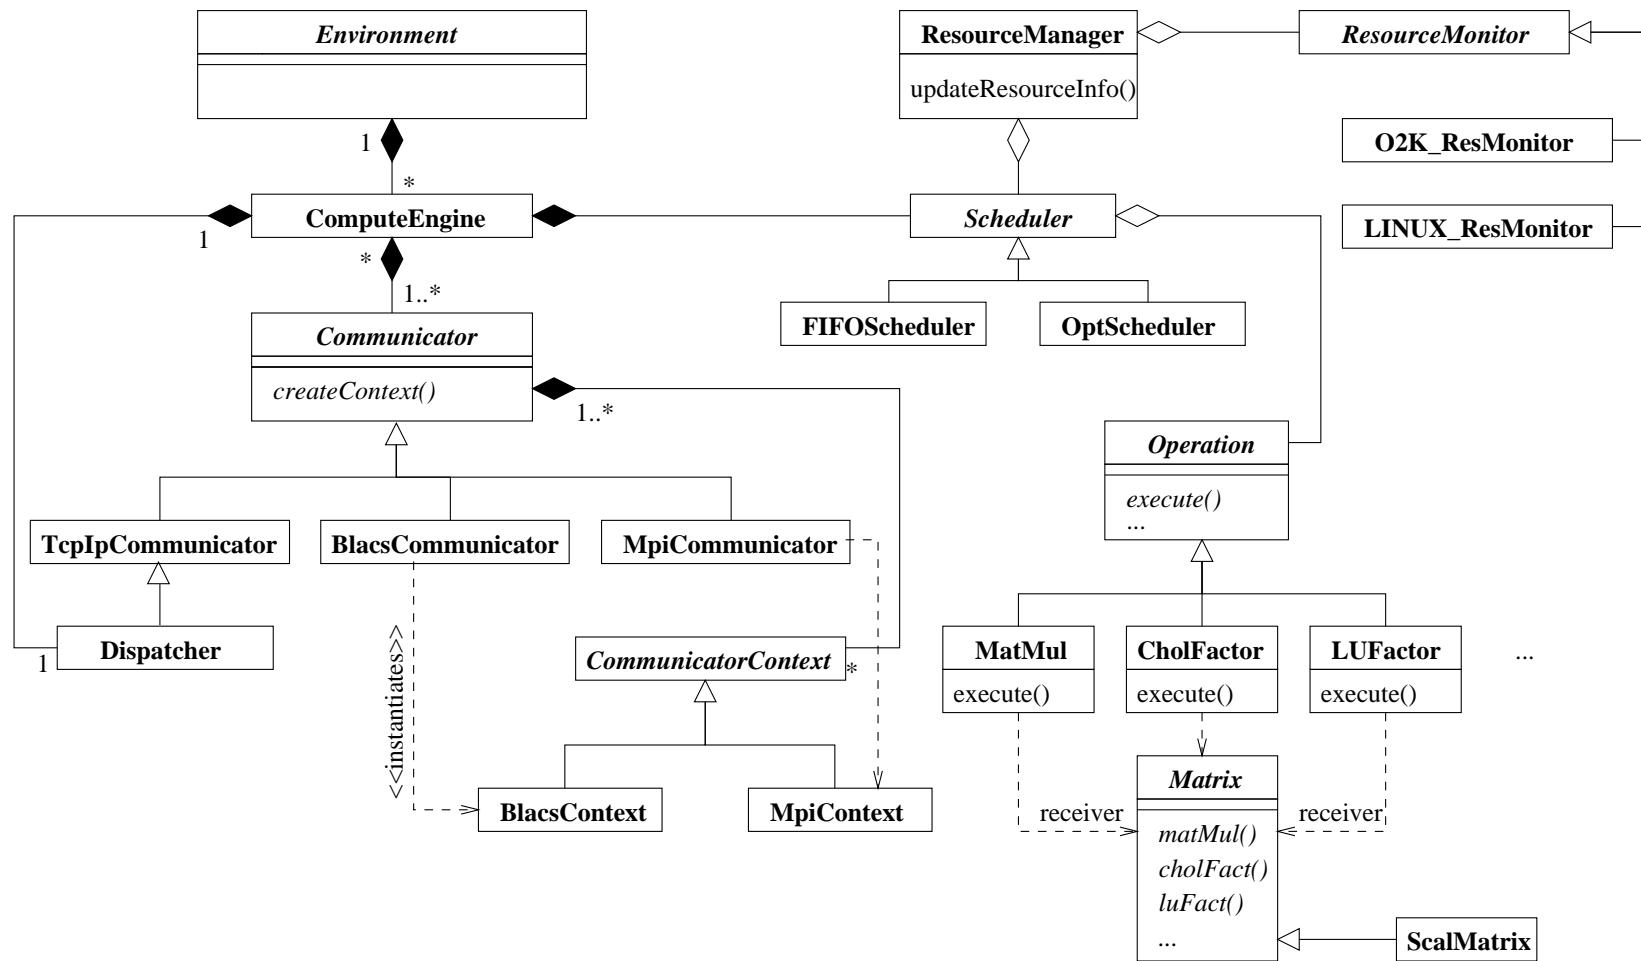 Environment
ResourceManager
ResourceMonitor
updateResourceInfo()
1
*
O2K_ResMonitor
ComputeEngine
Scheduler
LINUX_ResMonitor
1
*
1..*
FIFOScheduler
OptScheduler
Communicator
createContext()
1..*
Operation
execute()
...
TcpIpCommunicator
BlacsCommunicator
MpiCommunicator
Dispatcher
1
<<instantiates>>
CommunicatorContext
*
MatMul
execute()
CholFactor
execute()
LUFactor
execute()
...
BlacsContext
MpiContext
receiver
receiver
Matrix
matMul()
cholFact()
luFact()
...
ScalMatrix